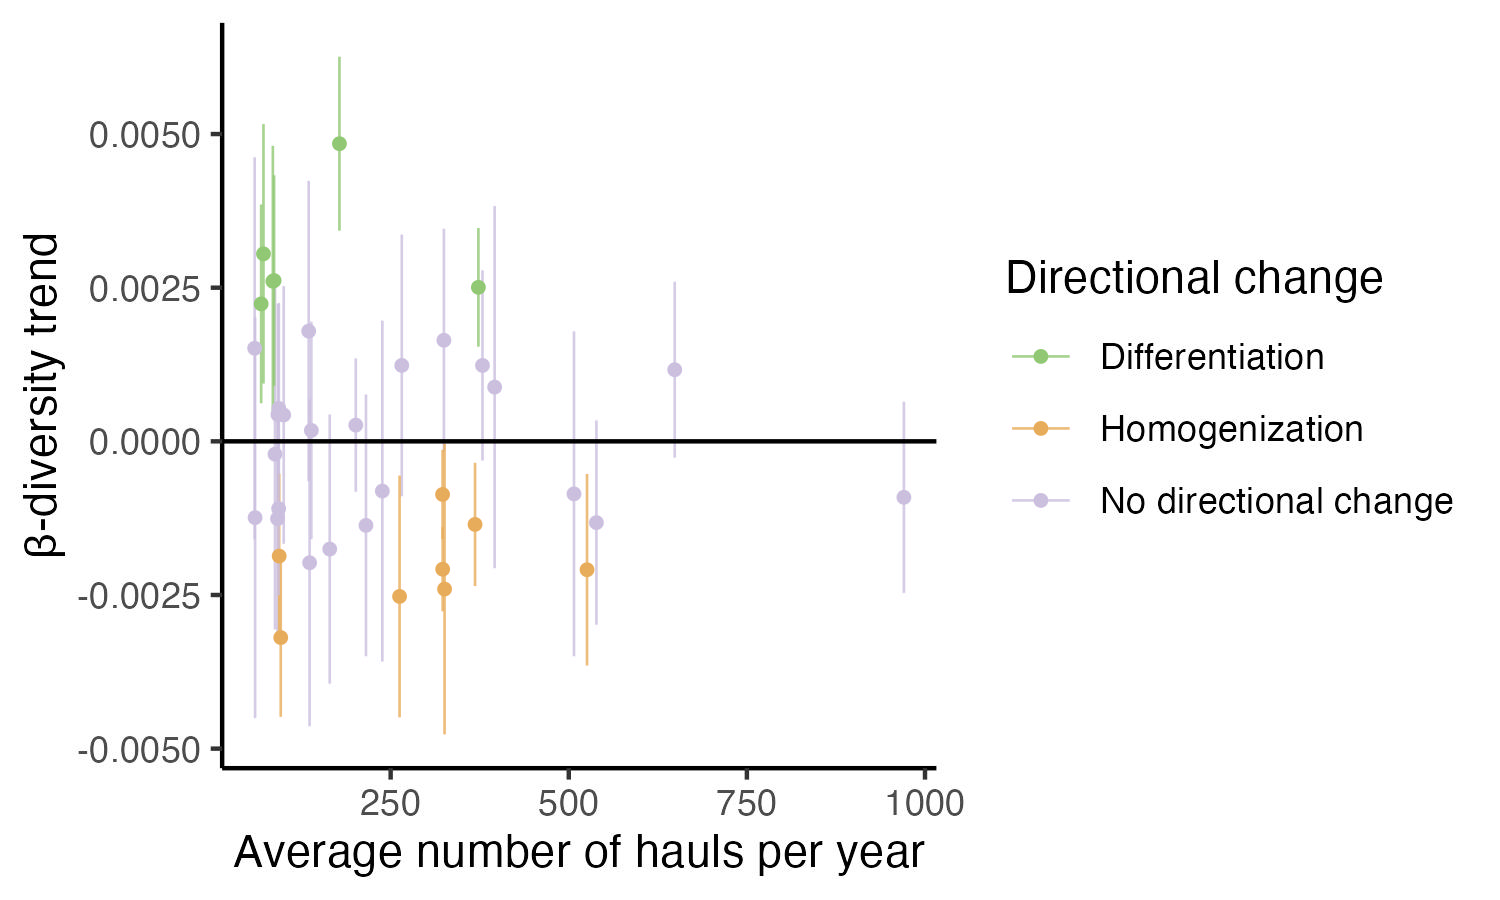 0.0050
0.0025
0.0000
-0.0025
-0.0050
β-diversity trend
250 500 750 1000
Average number of hauls per year
Directional change
Differentiation
Homogenization
No directional change